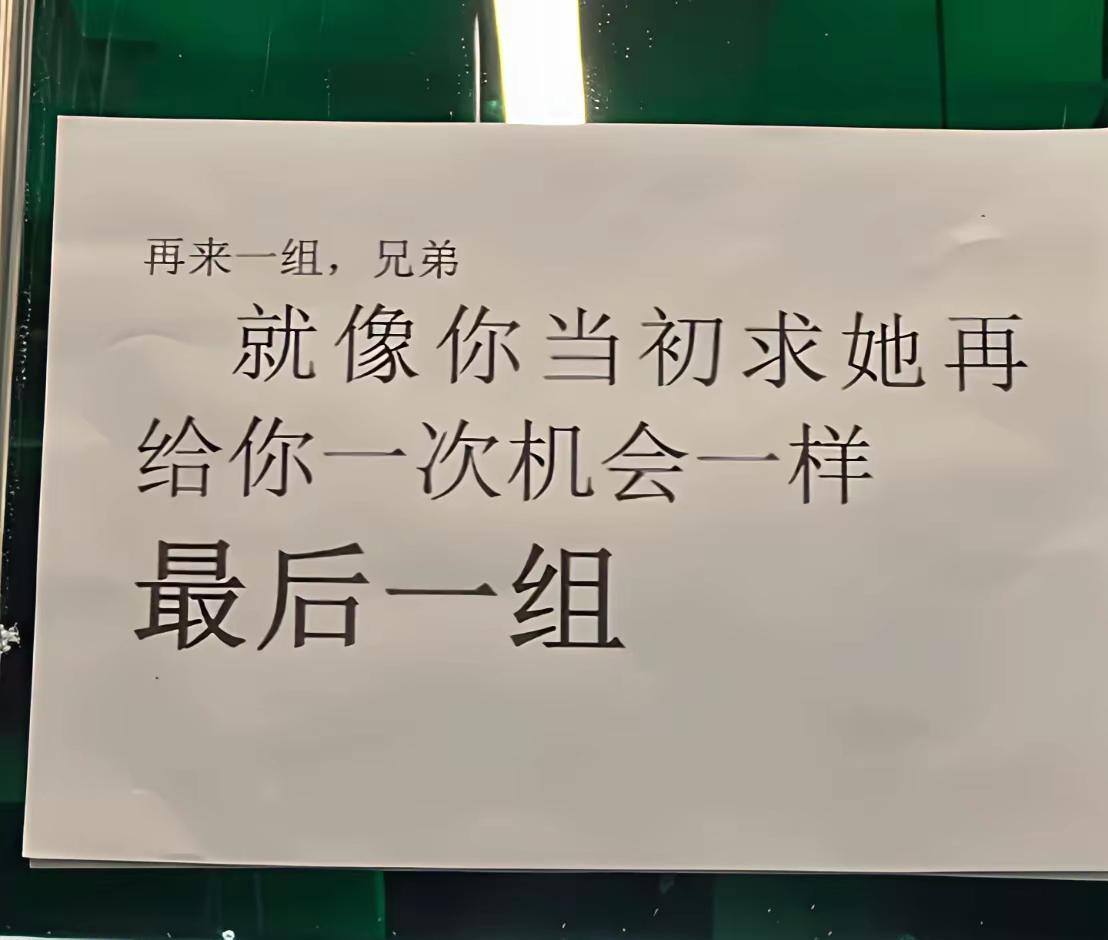 再来一组，兄弟
就像你当初求她再
给你一次机会一样
最后一组